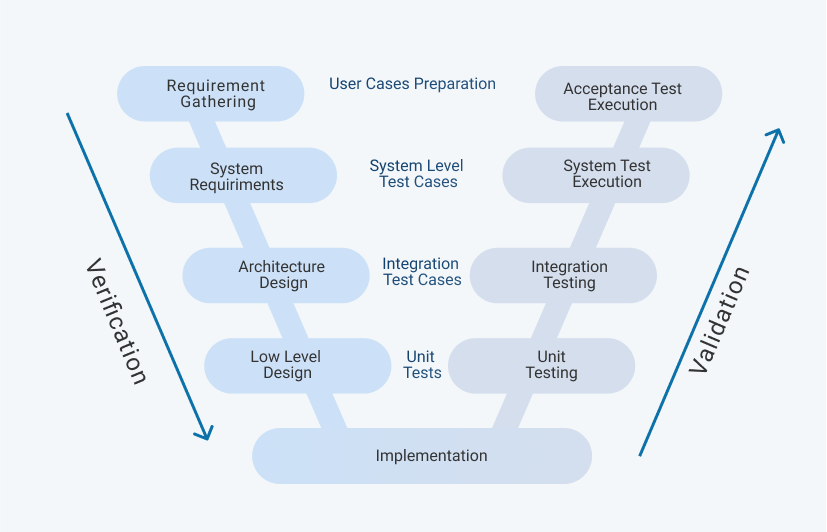 Requirement
Gathering
User Cases Preparation
Acceptance Test
Execution
System
Requiriments
System Level
Test Cases
System Test
Execution
Architecture
Design
Integration
Test Cases
Integration
Testing
Low Level
Design
Unit
Tests
Unit
Testing
Implementation
Verification
Validation